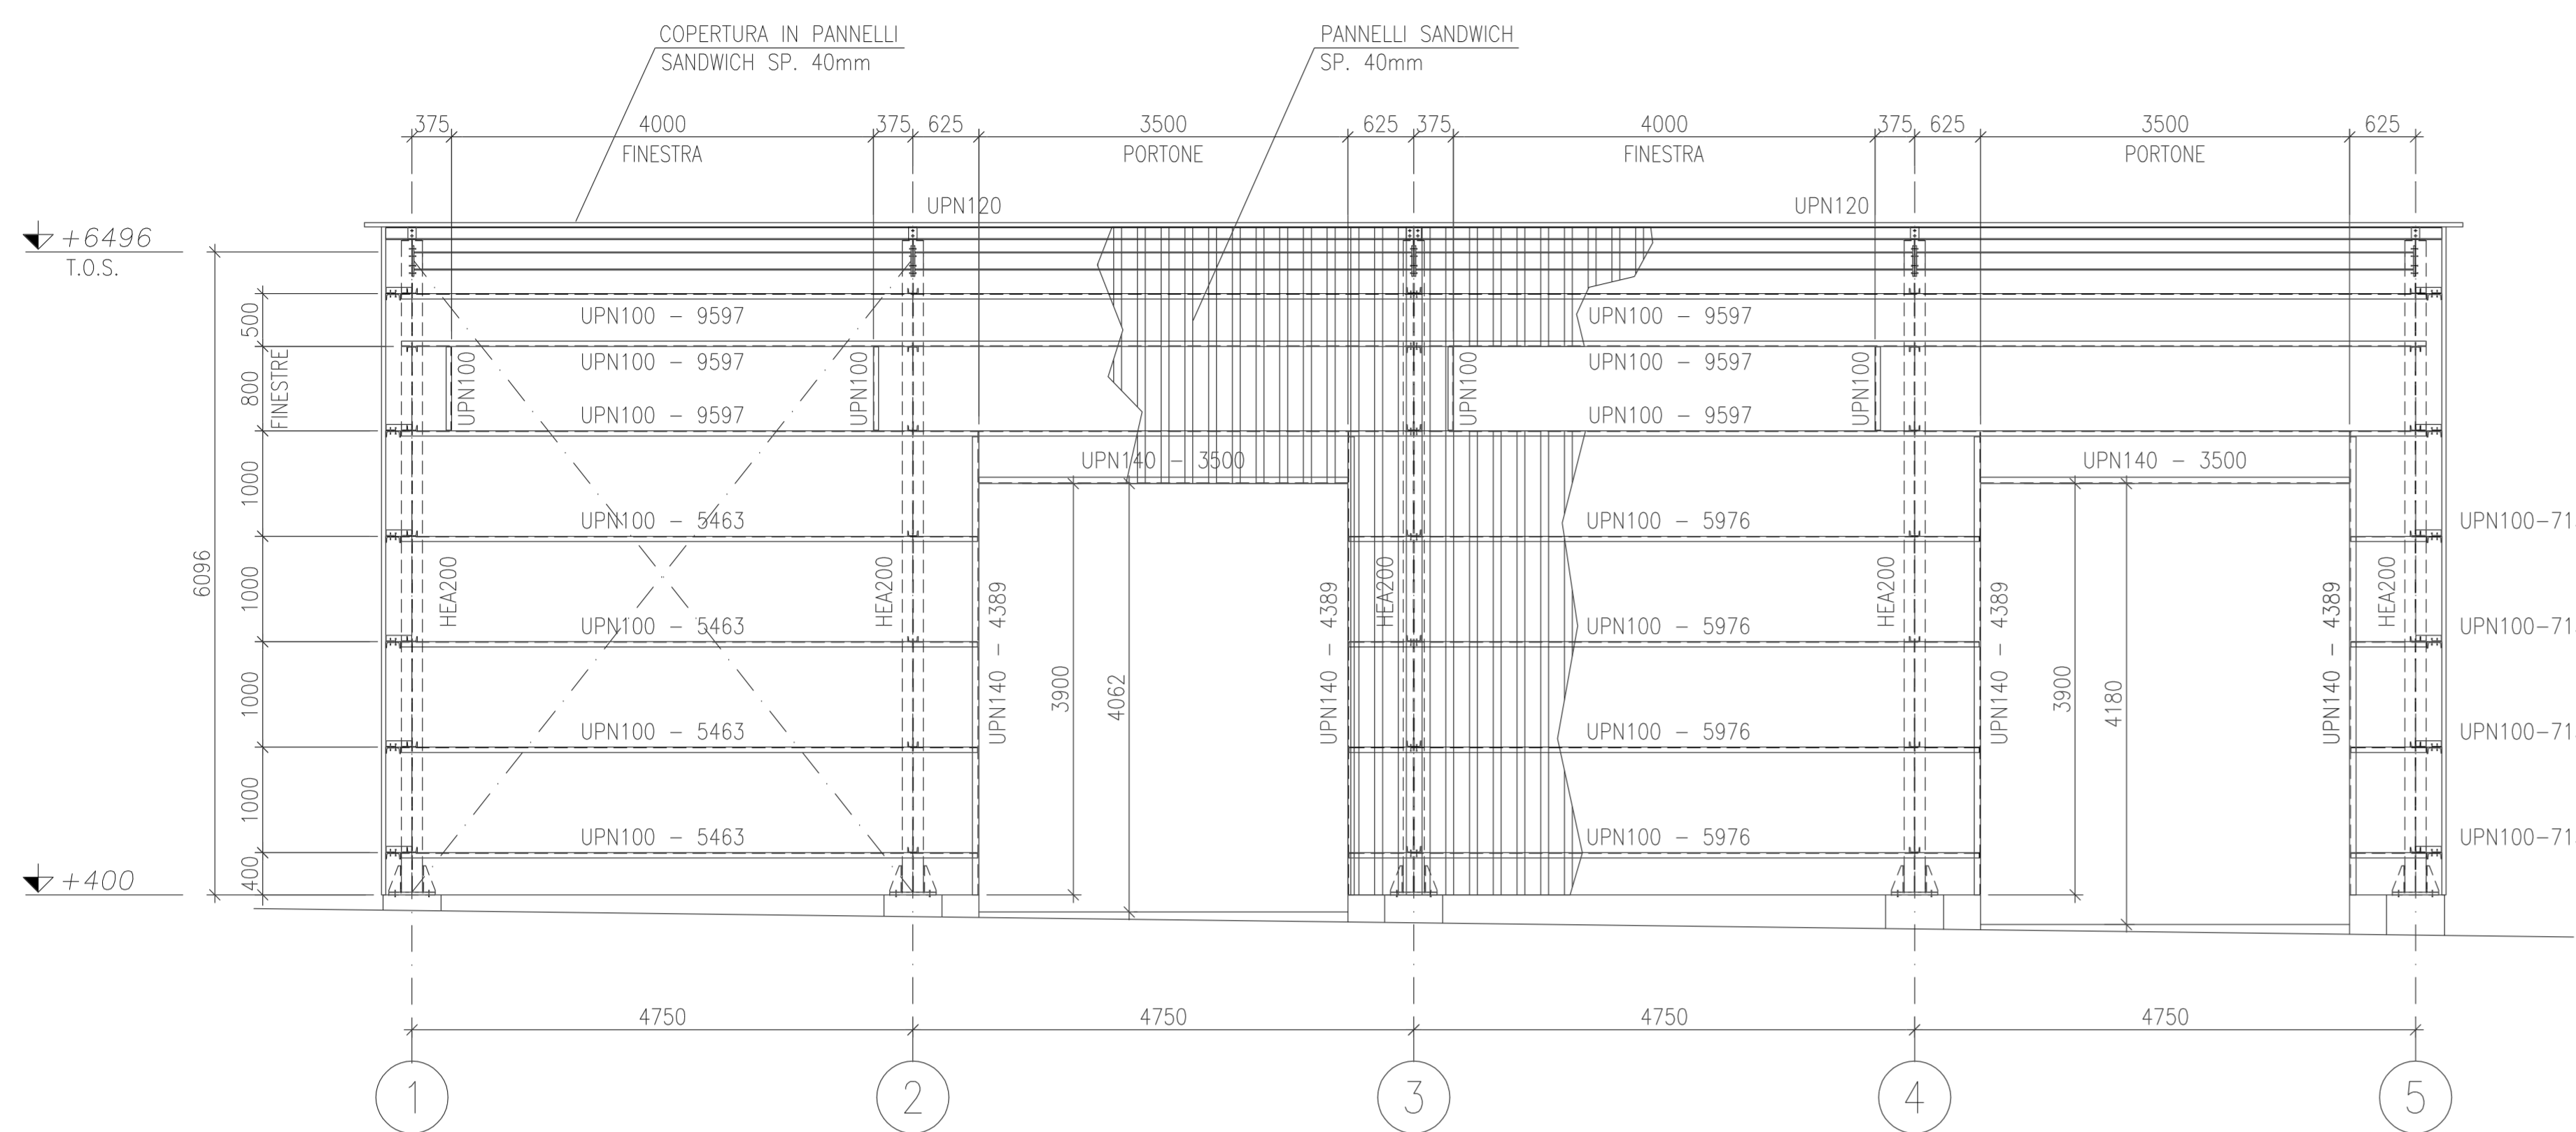 COPERTURA IN PANNELLI
SANDWICH SP. 40mm
PANNELLI SANDWICH
SP. 40mm
375 4000 375 625 3500 625 375 4000 375 625 3500 625
FINESTRA PORTONE FINESTRA PORTONE
UPN120 UPN120
+6496
T.O.S.
UPN100 - 9597 UPN100 - 9597
UPN100 - 9597 UPN100 - 9597
UPN100 - 9597 UPN100 - 9597
UPN100 UPN100 UPN100 UPN100
500
800
FINESTRE
1000
1000
1000
1000
400
6096
UPN140 - 3500 UPN140 - 3500
UPN100 - 5463 UPN100 - 5976 UPN100-71
UPN100 - 5463 UPN100 - 5976 UPN100-71
UPN100 - 5463 UPN100 - 5976 UPN100-71
UPN100 - 5463 UPN100 - 5976 UPN100-71
HEA200 HEA200 HEA200 HEA200 HEA200
UPN140 - 4389 UPN140 - 4389 UPN140 - 4389 UPN140 - 4389
3900 4062 3900 4180
+400
4750 4750 4750 4750
1 2 3 4 5